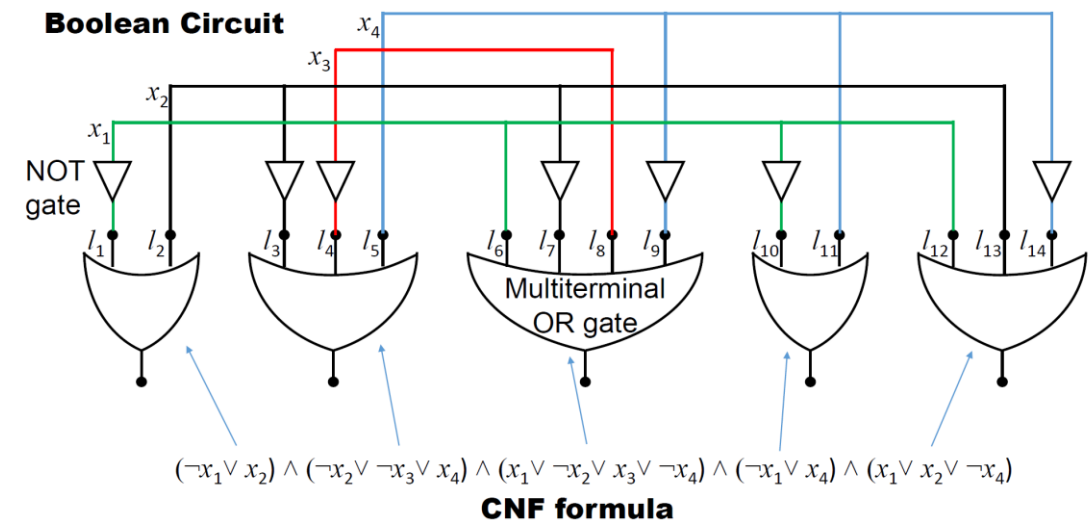 Boolean Circuit
x₄
x₃
x₂
x₁
NOT
gate
l₁ l₂ l₃ l₄ l₅ l₆ l₇ l₈ l₉ l₁₀ l₁₁ l₁₂ l₁₃ l₁₄
Multiterminal
OR gate
(¬x₁∨ x₂) ∧ (¬x₂∨ ¬x₃∨ x₄) ∧ (x₁∨ ¬x₂∨ x₃∨ ¬x₄) ∧ (¬x₁∨ x₄) ∧ (x₁∨ x₂∨ ¬x₄)
CNF formula